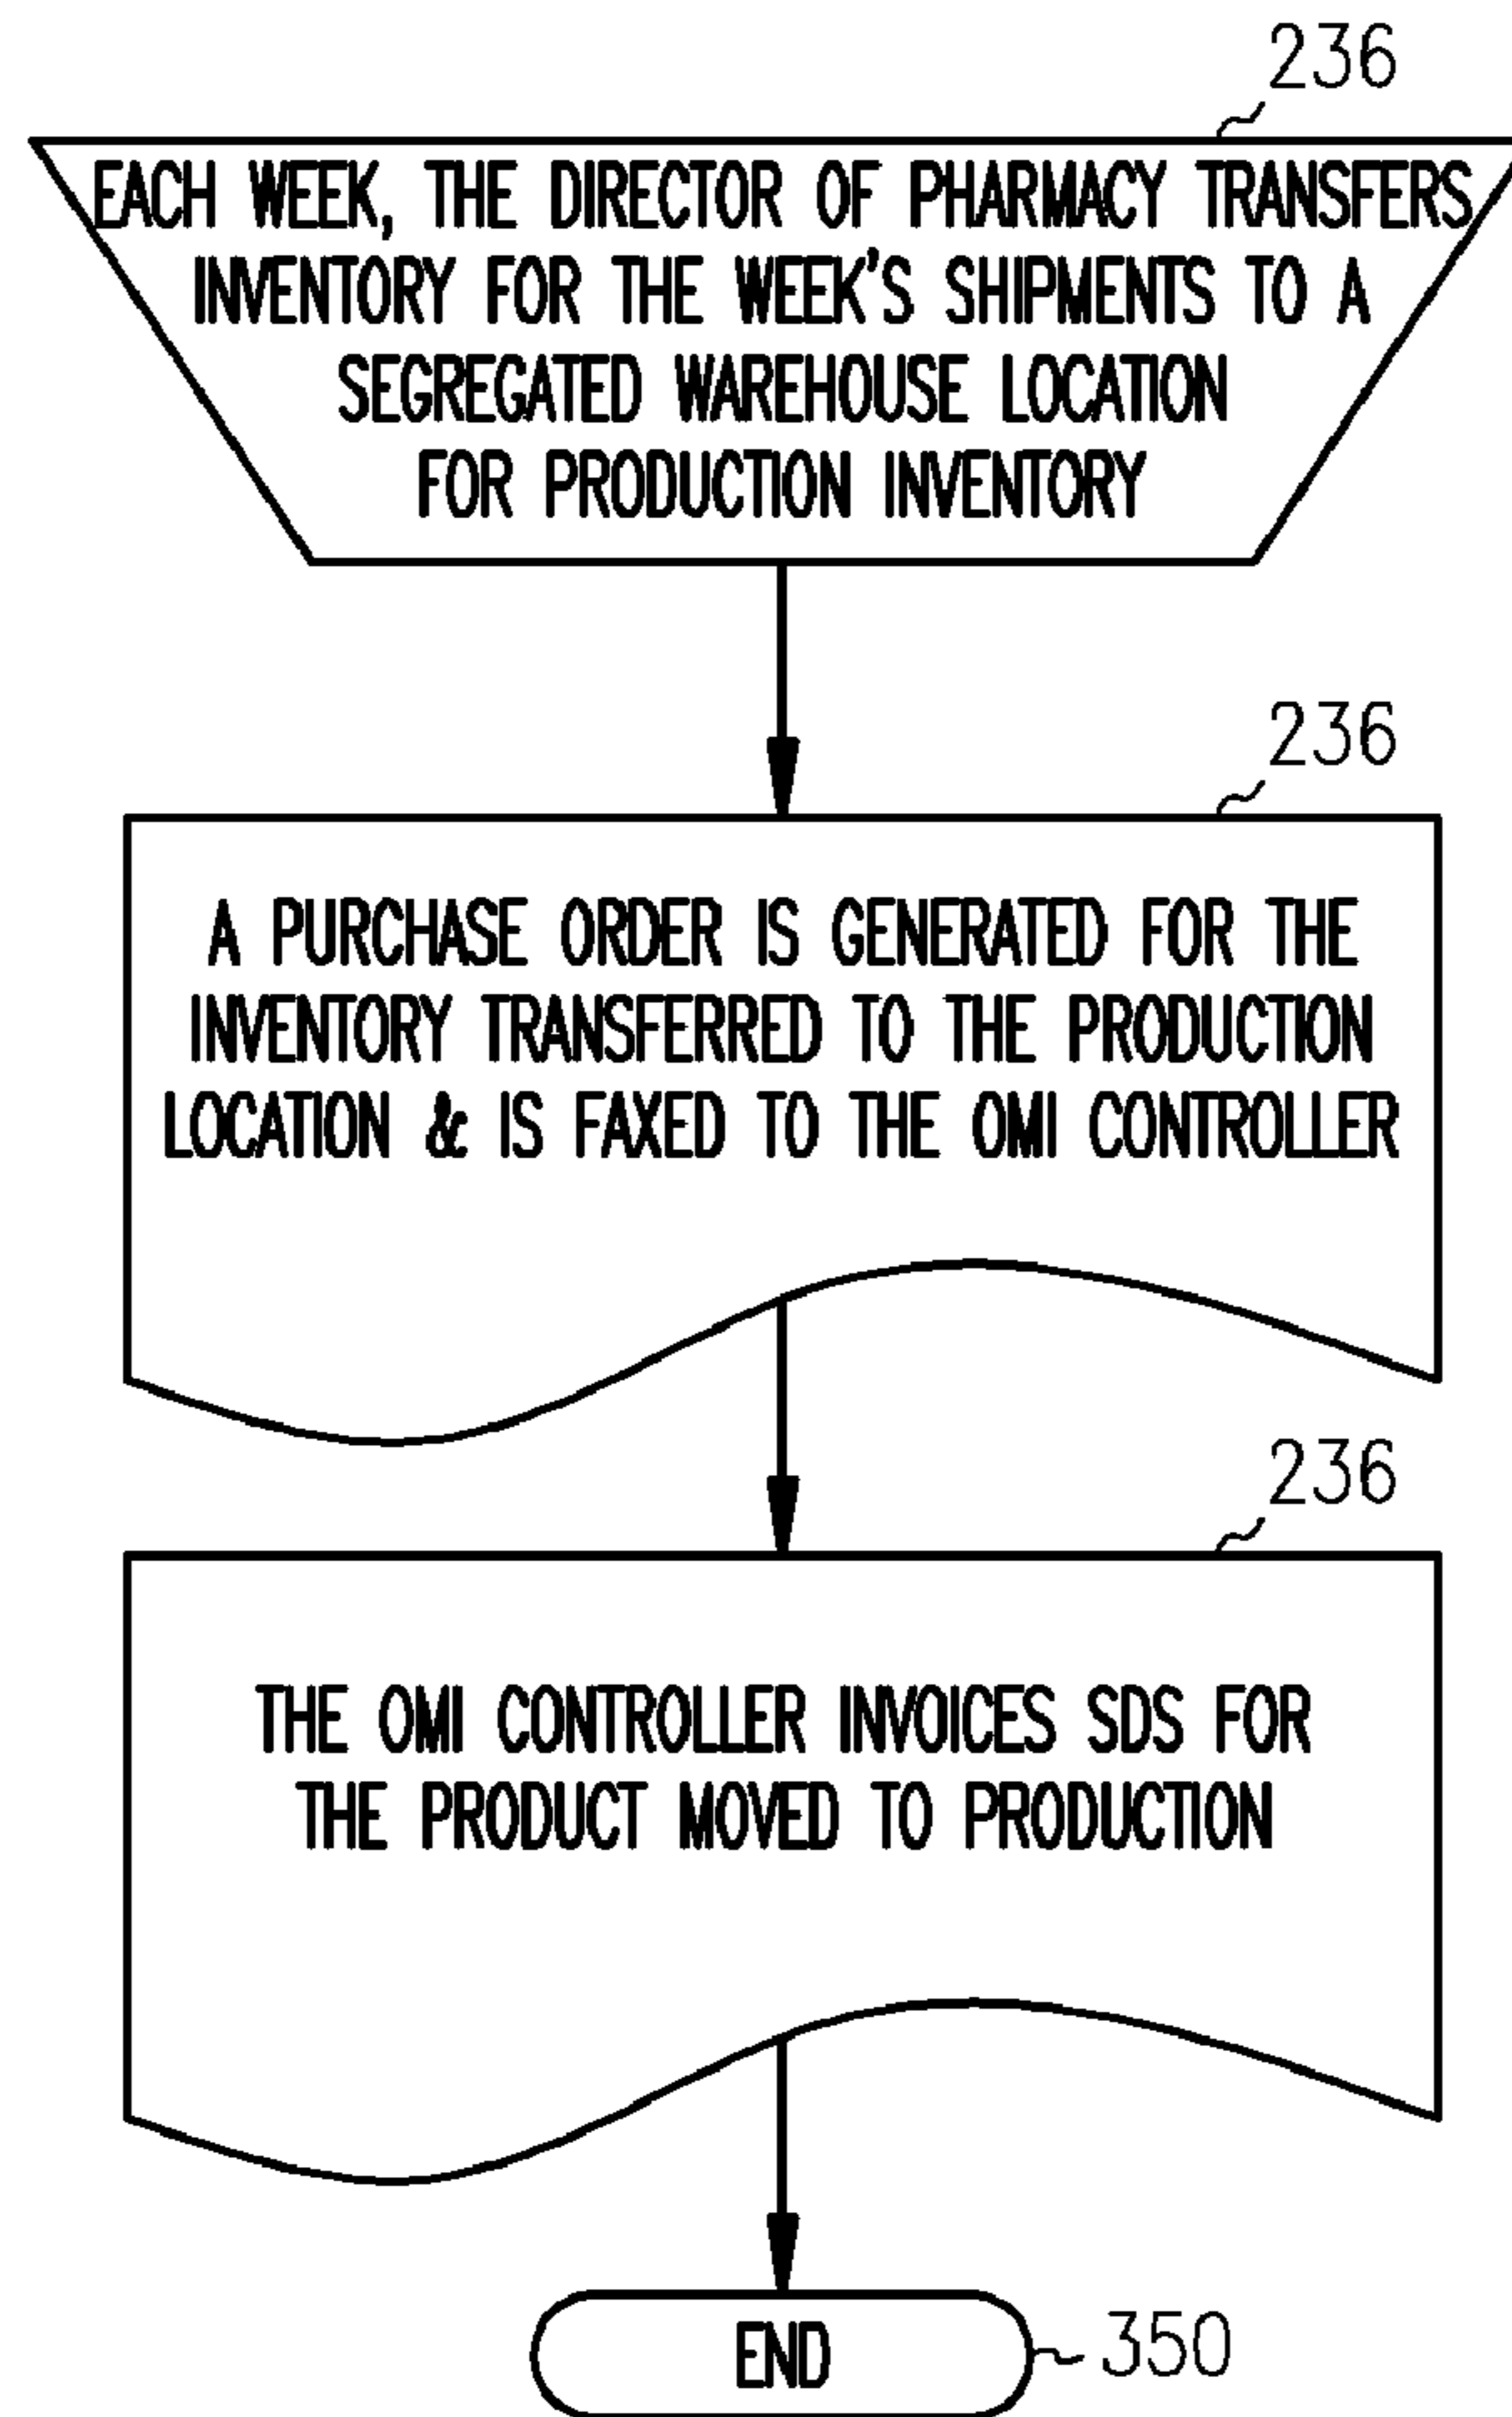 236
EACH WEEK, THE DIRECTOR OF PHARMACY TRANSFERS
INVENTORY FOR THE WEEK'S SHIPMENTS TO A
SEGREGATED WAREHOUSE LOCATION
FOR PRODUCTION INVENTORY
236
A PURCHASE ORDER IS GENERATED FOR THE
INVENTORY TRANSFERRED TO THE PRODUCTION
LOCATION & IS FAXED TO THE OMI CONTROLLER
236
THE OMI CONTROLLER INVOICES SDS FOR
THE PRODUCT MOVED TO PRODUCTION
END
350